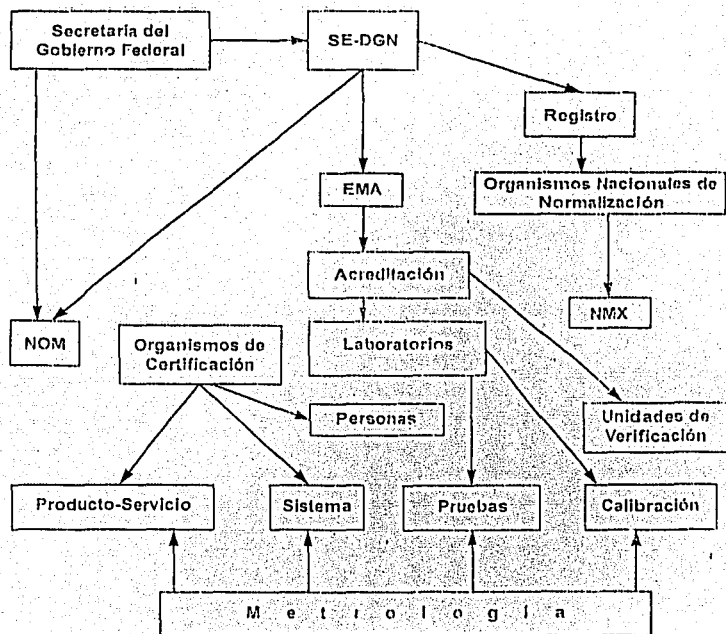 Secretaría del
Gobierno Federal
SE-DGN
Registro
EMA
Organismos Nacionales de
Normalización
Acreditación
NOM
Organismos de
Certificación
Laboratorios
NMX
Personas
Unidades de
Verificación
Producto-Servicio
Sistema
Pruebas
Calibración
M e t r o l o g í a